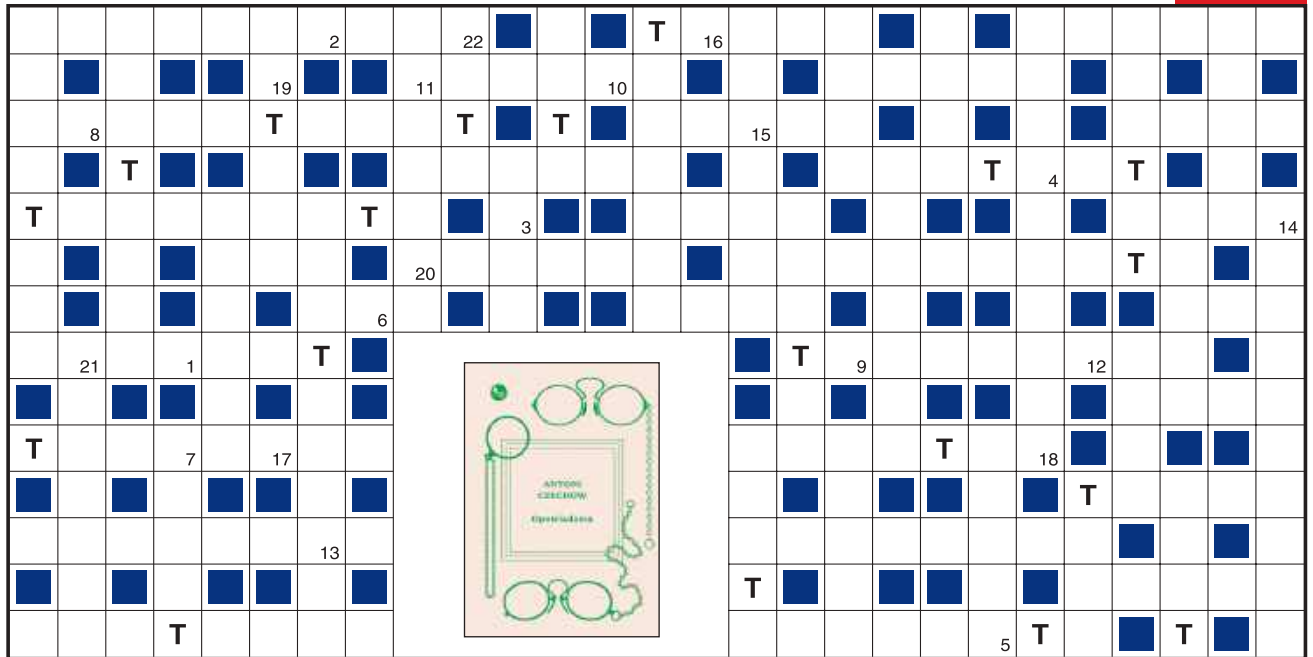 2 22 T 16
19 11 10
8 T T T 15
T T 4 T
T T 3 14
20 T
6
21 1 T T 9 12
ANTONI
CZECHOW
Opowiadania
T 7 17 T 18
T
13
T
T 5 T T